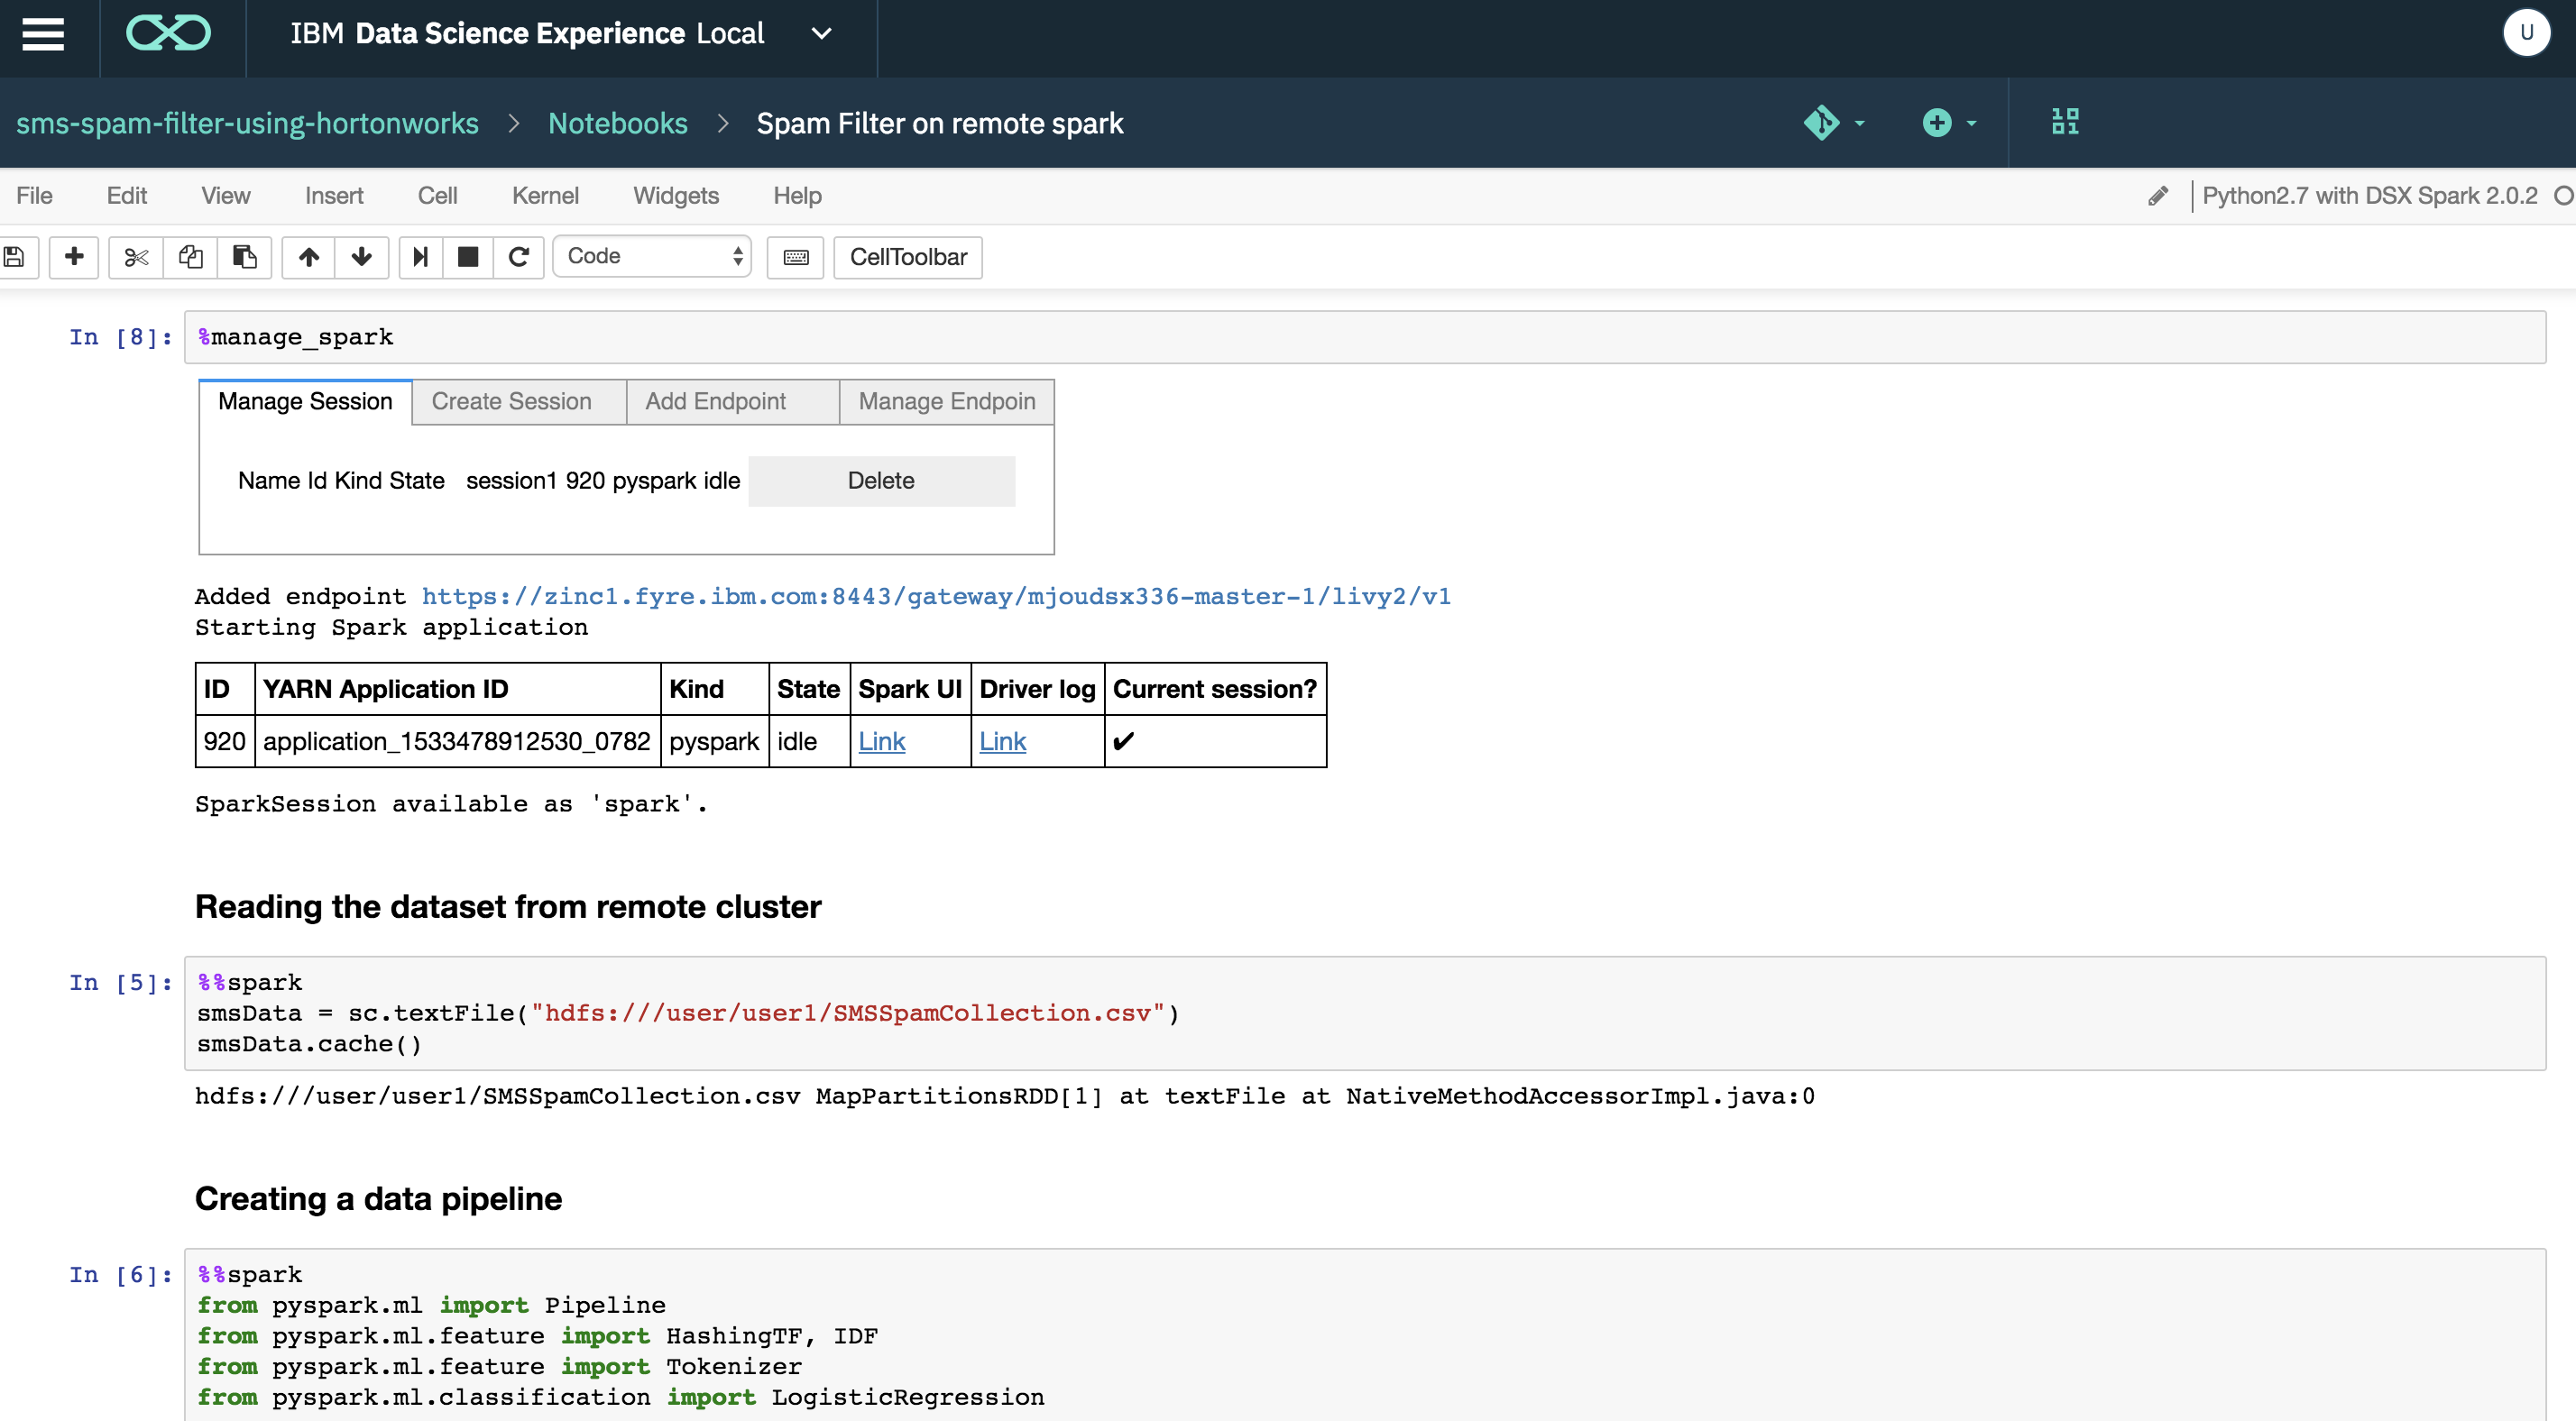 IBM Data Science Experience Local
U
sms-spam-filter-using-hortonworks > Notebooks > Spam Filter on remote spark
File Edit View Insert Cell Kernel Widgets Help
Python2.7 with DSX Spark 2.0.2
Code
CellToolbar
In [8]: %manage_spark
Manage Session Create Session Add Endpoint Manage Endpoin
Name Id Kind State session1 920 pyspark idle Delete
Added endpoint https://zinc1.fyre.ibm.com:8443/gateway/mjoudsx336-master-1/livy2/v1
Starting Spark application
ID YARN Application ID Kind State Spark UI Driver log Current session?
920 application_1533478912530_0782 pyspark idle Link Link ✔
SparkSession available as 'spark'.
Reading the dataset from remote cluster
In [5]: %%spark
smsData = sc.textFile("hdfs:///user/user1/SMSSpamCollection.csv")
smsData.cache()
hdfs:///user/user1/SMSSpamCollection.csv MapPartitionsRDD[1] at textFile at NativeMethodAccessorImpl.java:0
Creating a data pipeline
In [6]: %%spark
from pyspark.ml import Pipeline
from pyspark.ml.feature import HashingTF, IDF
from pyspark.ml.feature import Tokenizer
from pyspark.ml.classification import LogisticRegression